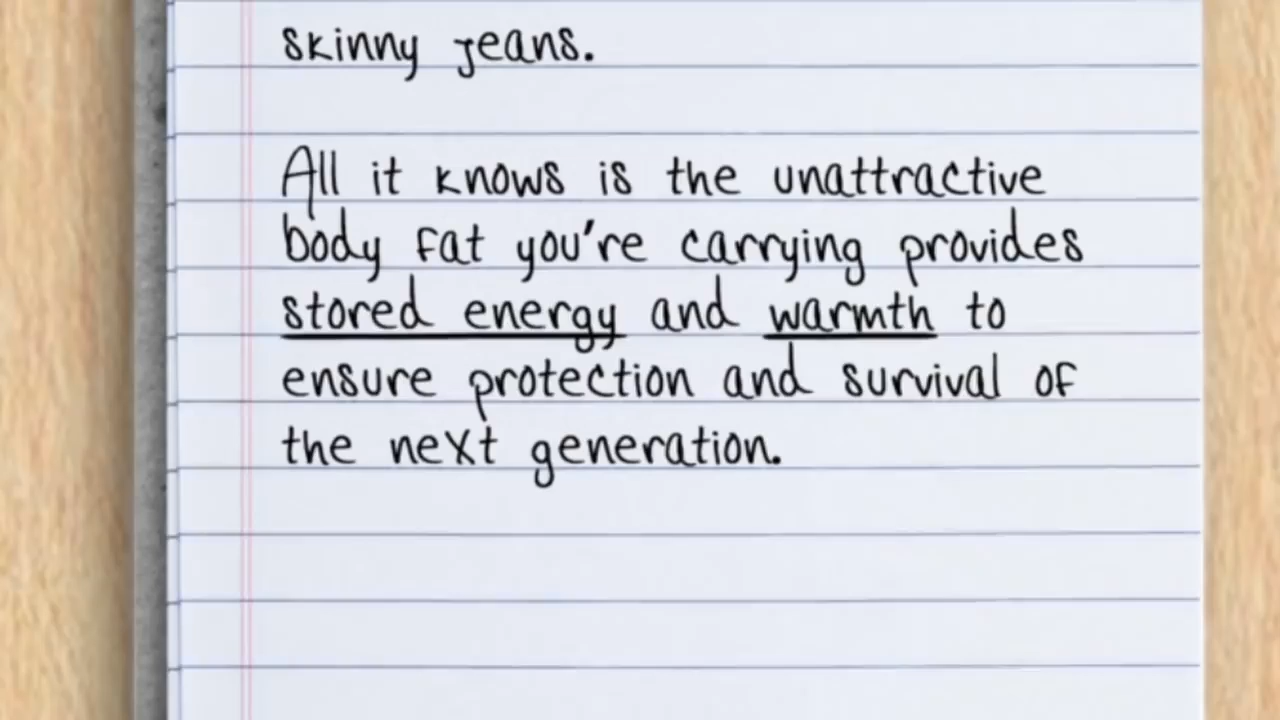 skinny jeans.
All it knows is the unattractive
body fat you're carrying provides
stored energy and warmth to
ensure protection and survival of
the next generation.